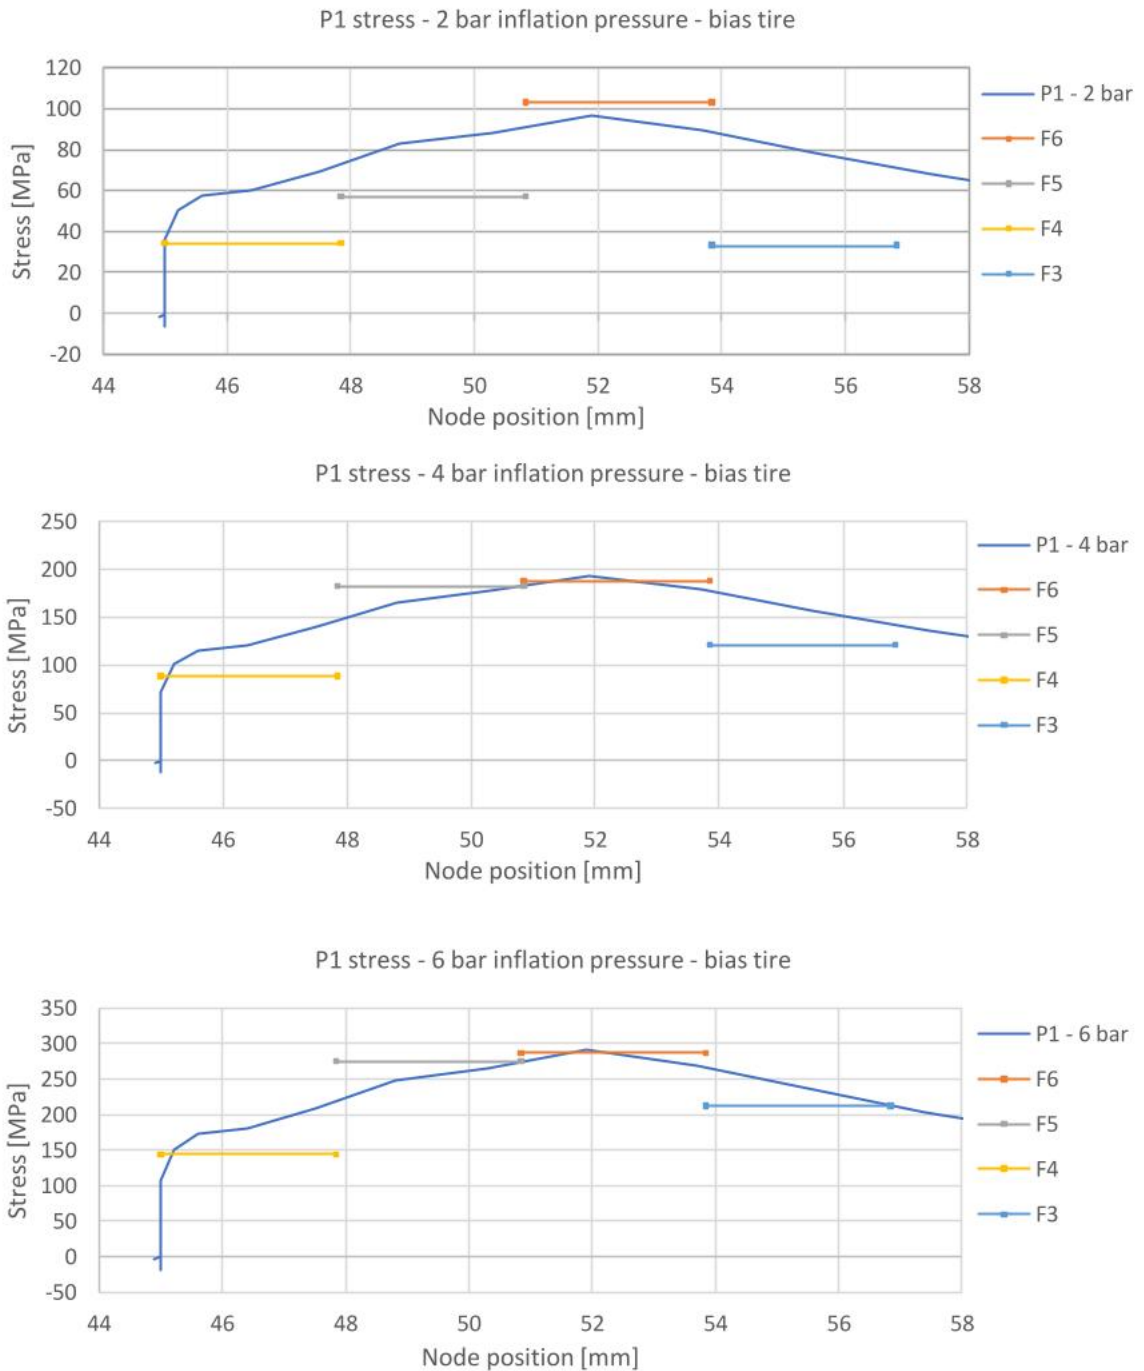 P1 stress - 2 bar inflation pressure - bias tire
120
100
80
60
40
20
0
-20
Stress [MPa]
44 46 48 50 52 54 56 58
Node position [mm]
P1 - 2 bar
F6
F5
F4
F3
P1 stress - 4 bar inflation pressure - bias tire
250
200
150
100
50
0
-50
Stress [MPa]
44 46 48 50 52 54 56 58
Node position [mm]
P1 - 4 bar
F6
F5
F4
F3
P1 stress - 6 bar inflation pressure - bias tire
350
300
250
200
150
100
50
0
-50
Stress [MPa]
44 46 48 50 52 54 56 58
Node position [mm]
P1 - 6 bar
F6
F5
F4
F3